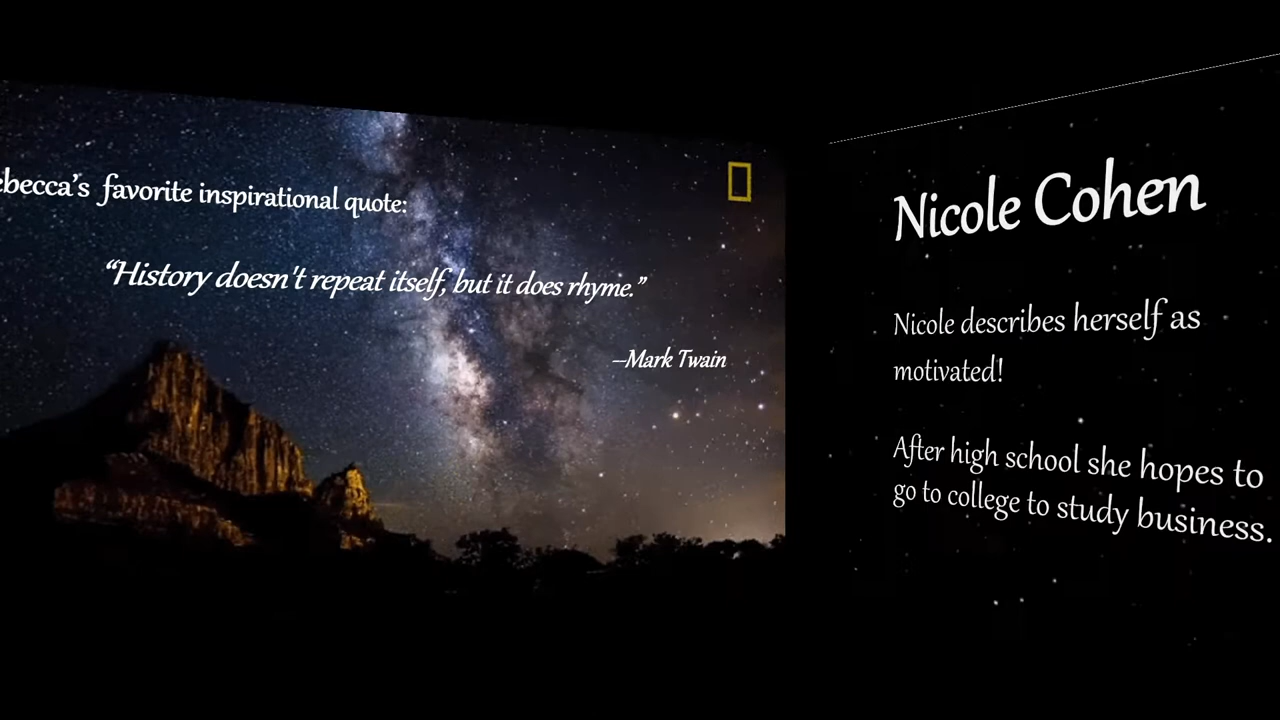 ebecca's favorite inspirational quote:
“History doesn't repeat itself, but it does rhyme.”
–Mark Twain
Nicole Cohen
Nicole describes herself as
motivated!
After high school she hopes to
go to college to study business.